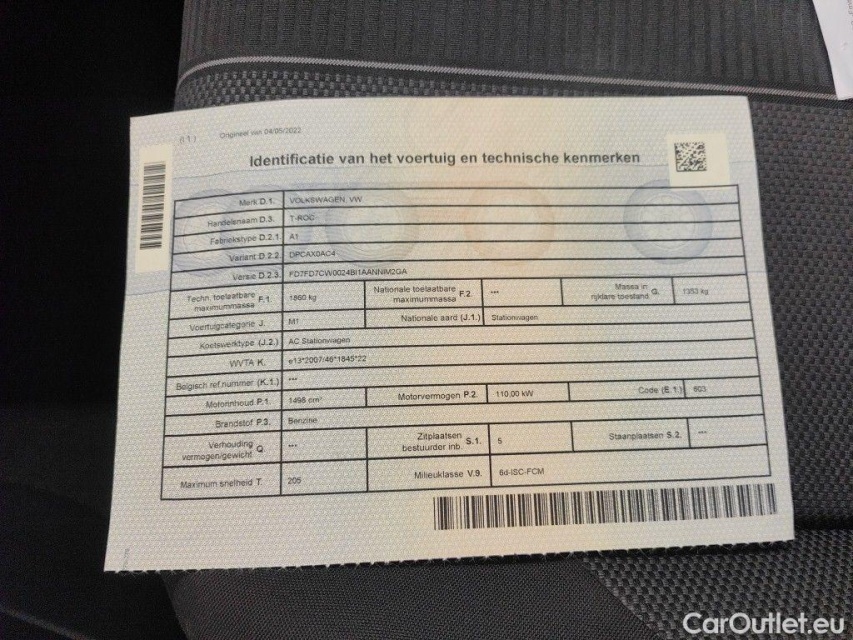 (I 1) Origineel van 04/05/2022
Identificatie van het voertuig en technische kenmerken
Merk D.1. VOLKSWAGEN, VW
Handelsnaam D.3. T-ROC
Fabriekstype D.2.1. A1
Variant D.2.2. DPCAX0AC4
Versie D.2.3. FD7FD7CW0024BI1AANNIM2GA
Techn. toelaatbare maximummassa F.1. 1860 kg Nationale toelaatbare maximummassa F.2. *** Massa in rijklare toestand G. 1353 kg
Voertuigcategorie J. M1 Nationale aard (J.1.) Stationwagen
Koetswerktype (J.2.) AC Stationwagen
WVTA K. e13*2007/46*1845*22
Belgisch ref.nummer (K.1.) ***
Motorinhoud P.1. 1498 cm³ Motorvermogen P.2. 110,00 kW Code (E.1.) 603
Brandstof P.3. Benzine
Verhouding vermogen/gewicht Q. *** Zitplaatsen bestuurder inb. S.1. 5 Staanplaatsen S.2. ***
Maximum snelheid T. 205 Milieuklasse V.9. 6d-ISC-FCM
CarOutlet.eu